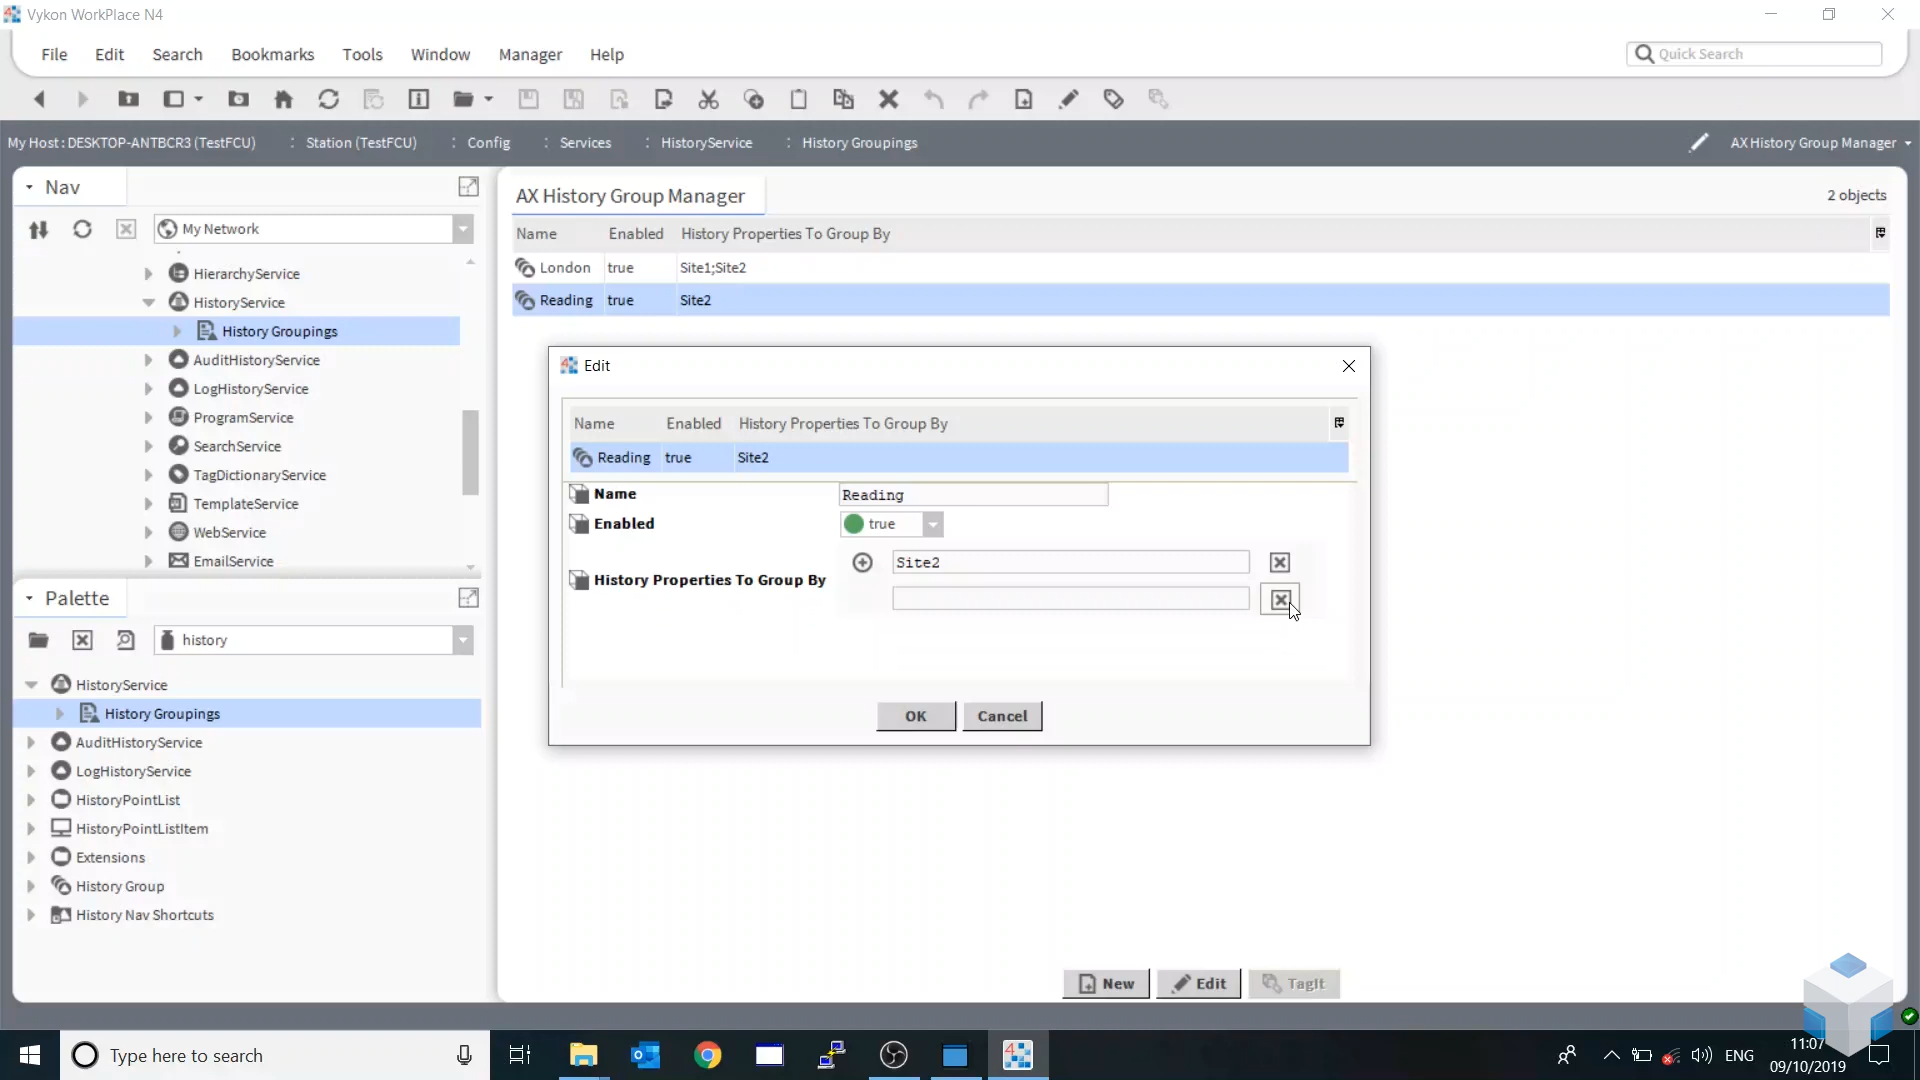 Vykon WorkPlace N4
File Edit Search Bookmarks Tools Window Manager Help
Quick Search
My Host : DESKTOP-ANTBCR3 (TestFCU) : Station (TestFCU) : Config : Services : HistoryService : History Groupings
AX History Group Manager
Nav
My Network
HierarchyService
HistoryService
History Groupings
AuditHistoryService
LogHistoryService
ProgramService
SearchService
TagDictionaryService
TemplateService
WebService
EmailService
Palette
history
HistoryService
History Groupings
AuditHistoryService
LogHistoryService
HistoryPointList
HistoryPointListItem
Extensions
History Group
History Nav Shortcuts
AX History Group Manager
2 objects
Name Enabled History Properties To Group By
London true Site1;Site2
Reading true Site2
Edit
Name Enabled History Properties To Group By
Reading true Site2
Name Reading
Enabled true
History Properties To Group By
Site2
OK Cancel
New Edit TagIt
Type here to search
ENG
11:07
09/10/2019